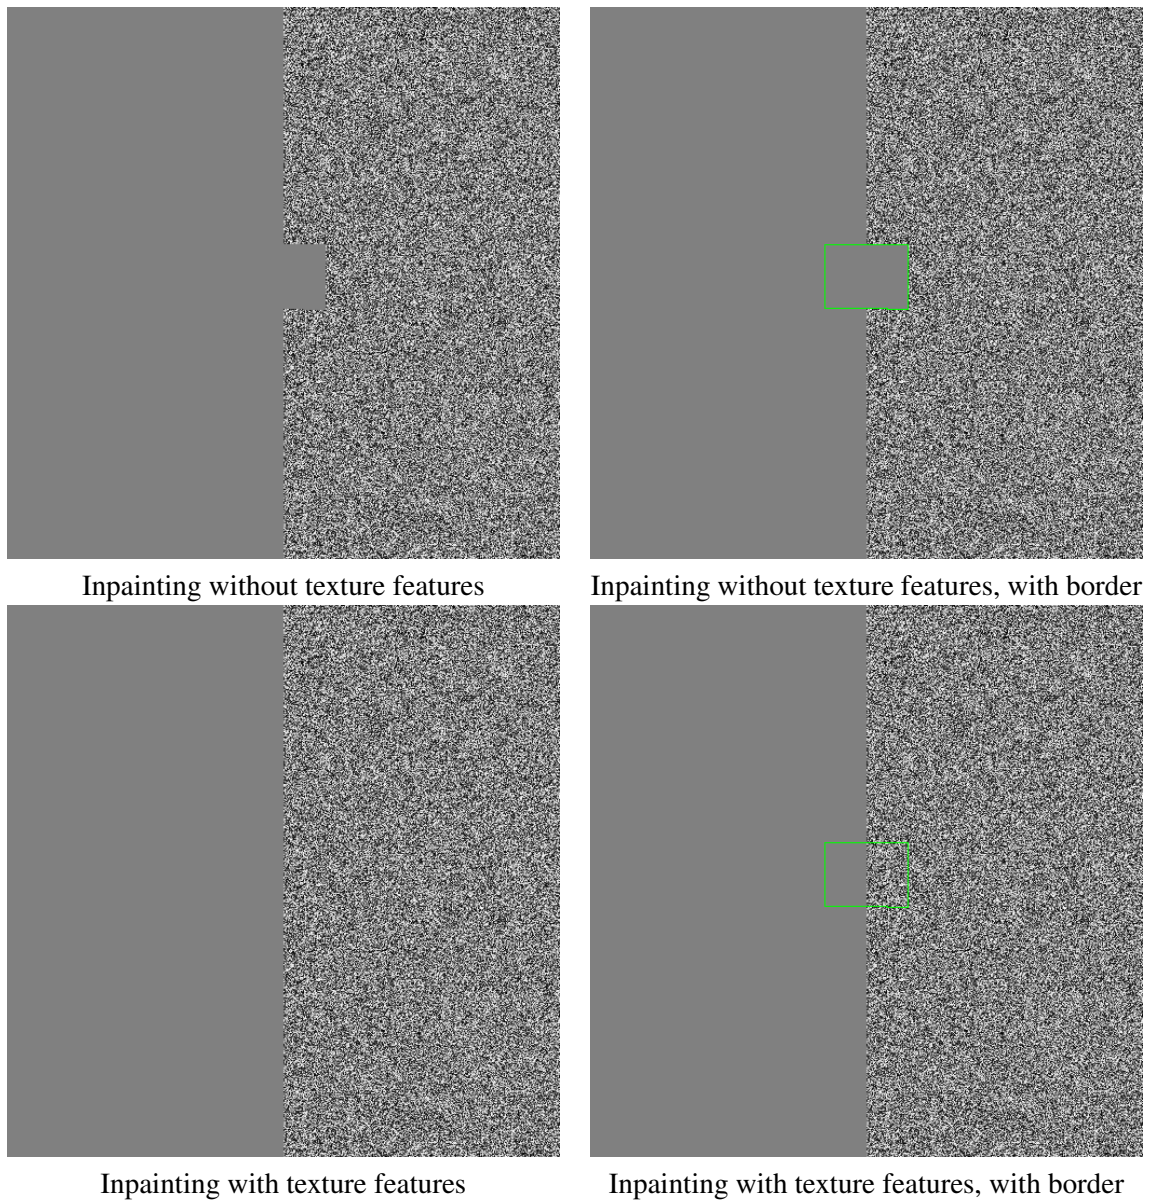 Inpainting without texture features
Inpainting without texture features, with border
Inpainting with texture features
Inpainting with texture features, with border